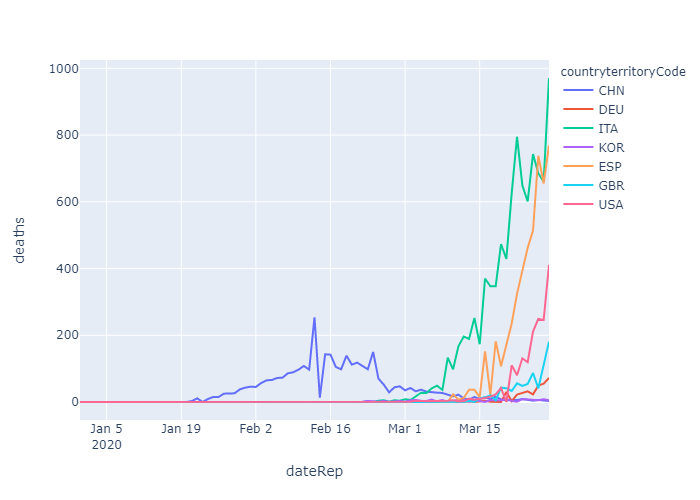 1000
800
600
400
200
0
deaths
Jan 5
2020
Jan 19
Feb 2
Feb 16
Mar 1
Mar 15
dateRep
countryterritoryCode
CHN
DEU
ITA
KOR
ESP
GBR
USA